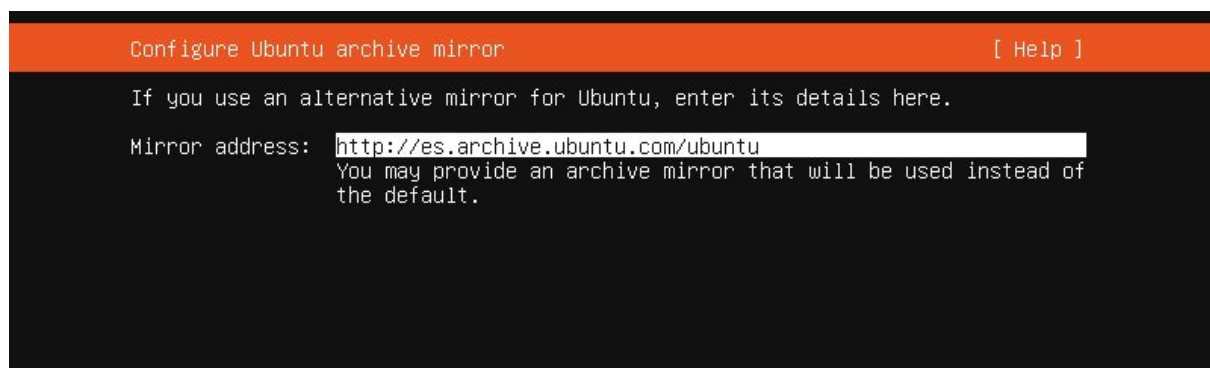 Configure Ubuntu archive mirror [ Help ]
If you use an alternative mirror for Ubuntu, enter its details here.
Mirror address: http://es.archive.ubuntu.com/ubuntu
You may provide an archive mirror that will be used instead of
the default.